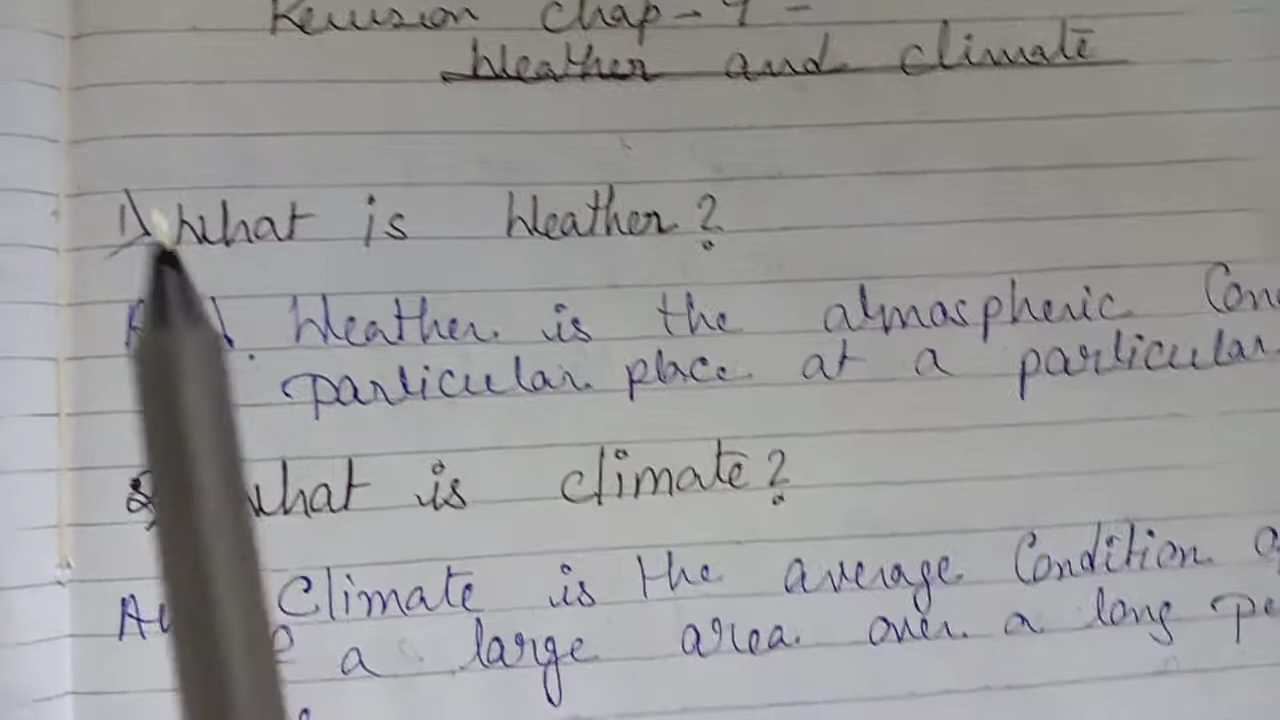 Revision Chap - 7 -
Weather and climate
1) What is Weather?
Weather is the atmospheric Con
particular place at a particular
what is climate?
Climate is the average Condition
a large area over a long pe